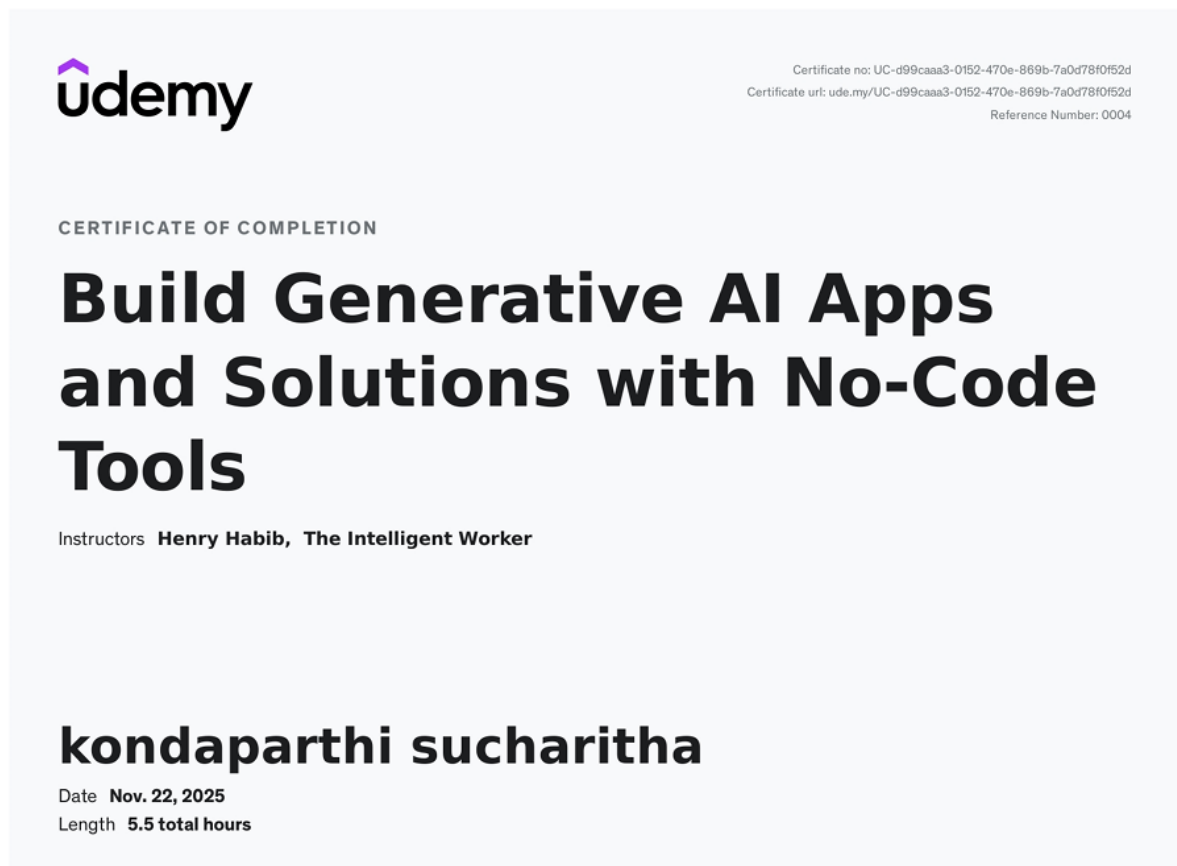 udemy
Certificate no: UC-d99caaa3-0152-470e-869b-7a0d78f0f52d
Certificate url: ude.my/UC-d99caaa3-0152-470e-869b-7a0d78f0f52d
Reference Number: 0004
CERTIFICATE OF COMPLETION
Build Generative AI Apps
and Solutions with No-Code
Tools
Instructors Henry Habib, The Intelligent Worker
kondaparthi sucharitha
Date Nov. 22, 2025
Length 5.5 total hours